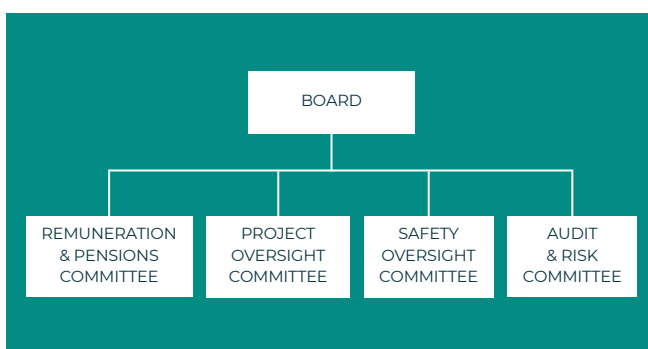 BOARD
REMUNERATION
& PENSIONS
COMMITTEE
PROJECT
OVERSIGHT
COMMITTEE
SAFETY
OVERSIGHT
COMMITTEE
AUDIT
& RISK
COMMITTEE